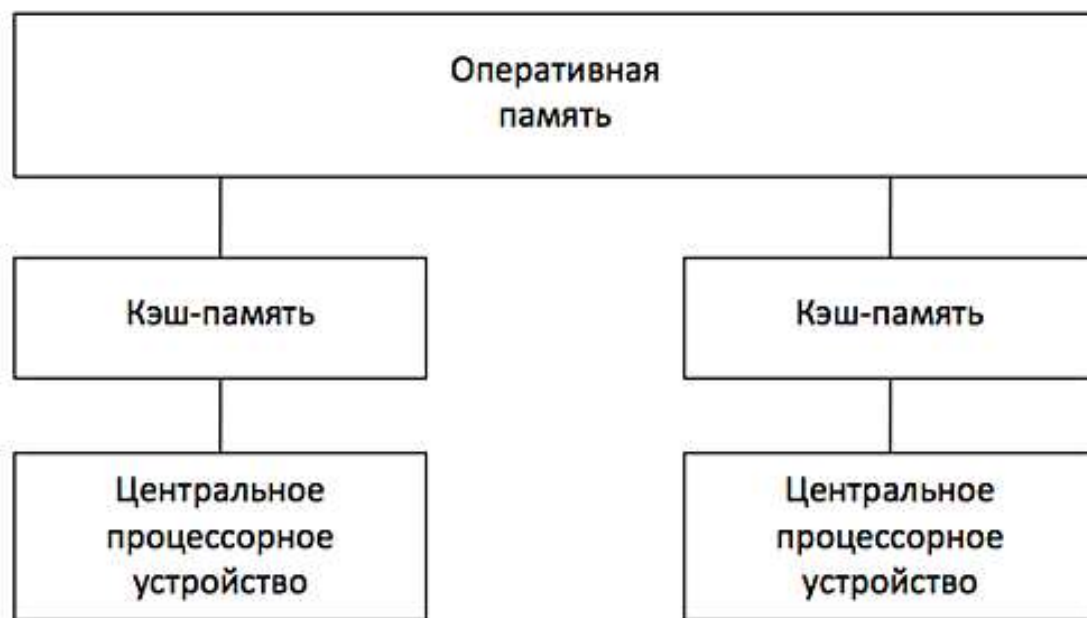 Оперативная
память
Кэш-память
Кэш-память
Центральное
процессорное
устройство
Центральное
процессорное
устройство